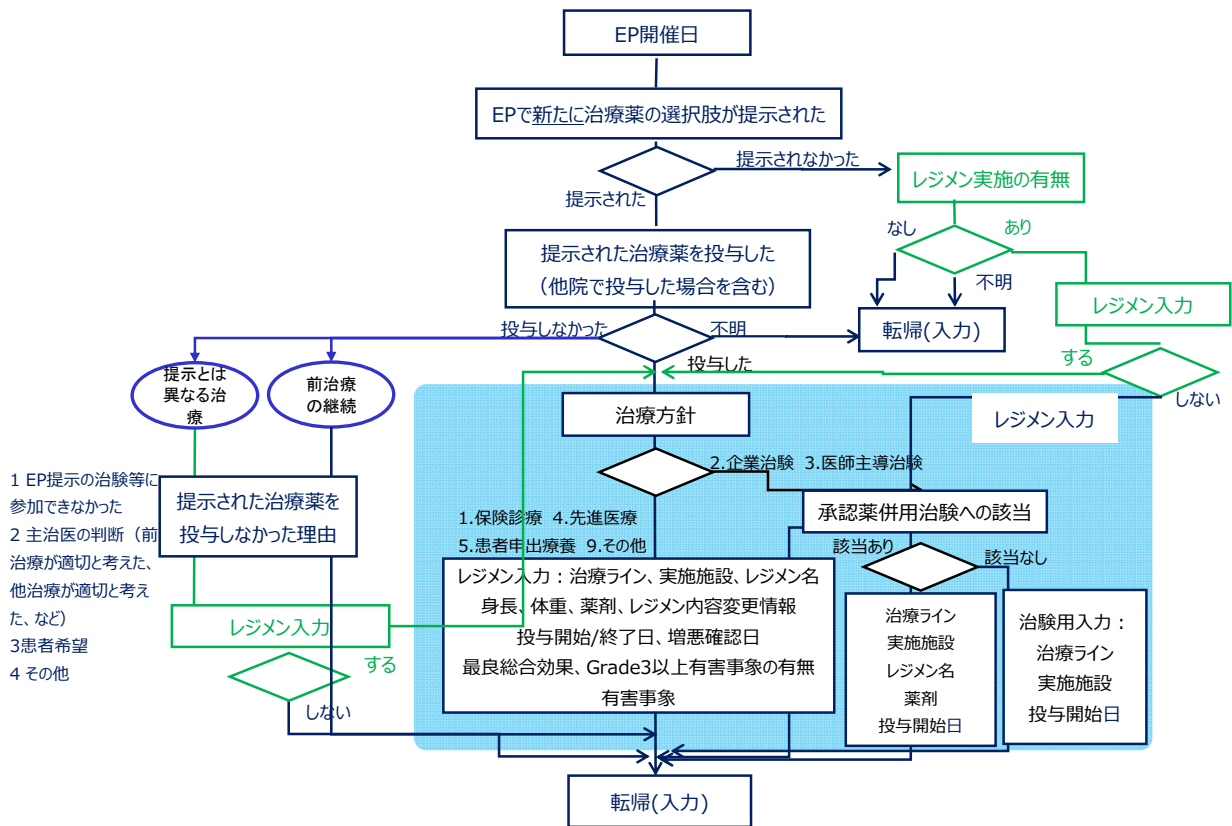 EP開催日
EPで新たに治療薬の選択肢が提示された
提示されなかった
提示された
レジメン実施の有無
なし
あり
不明
提示された治療薬を投与した
（他院で投与した場合を含む）
レジメン入力
投与しなかった
不明
転帰(入力)
する
しない
投与した
提示とは
異なる治
療
前治療
の継続
治療方針
レジメン入力
2.企業治験 3.医師主導治験
1 EP提示の治験等に
参加できなかった
2 主治医の判断（前
治療が適切と考えた、
他治療が適切と考え
た、など）
3患者希望
4 その他
提示された治療薬を
投与しなかった理由
1.保険診療 4.先進医療
5.患者申出療養 9.その他
承認薬併用治験への該当
該当あり
該当なし
レジメン入力：治療ライン、実施施設、レジメン名
身長、体重、薬剤、レジメン内容変更情報
投与開始/終了日、増悪確認日
最良総合効果、Grade3以上有害事象の有無
有害事象
治療ライン
実施施設
レジメン名
薬剤
投与開始日
治験用入力：
治療ライン
実施施設
投与開始日
レジメン入力
する
しない
転帰(入力)